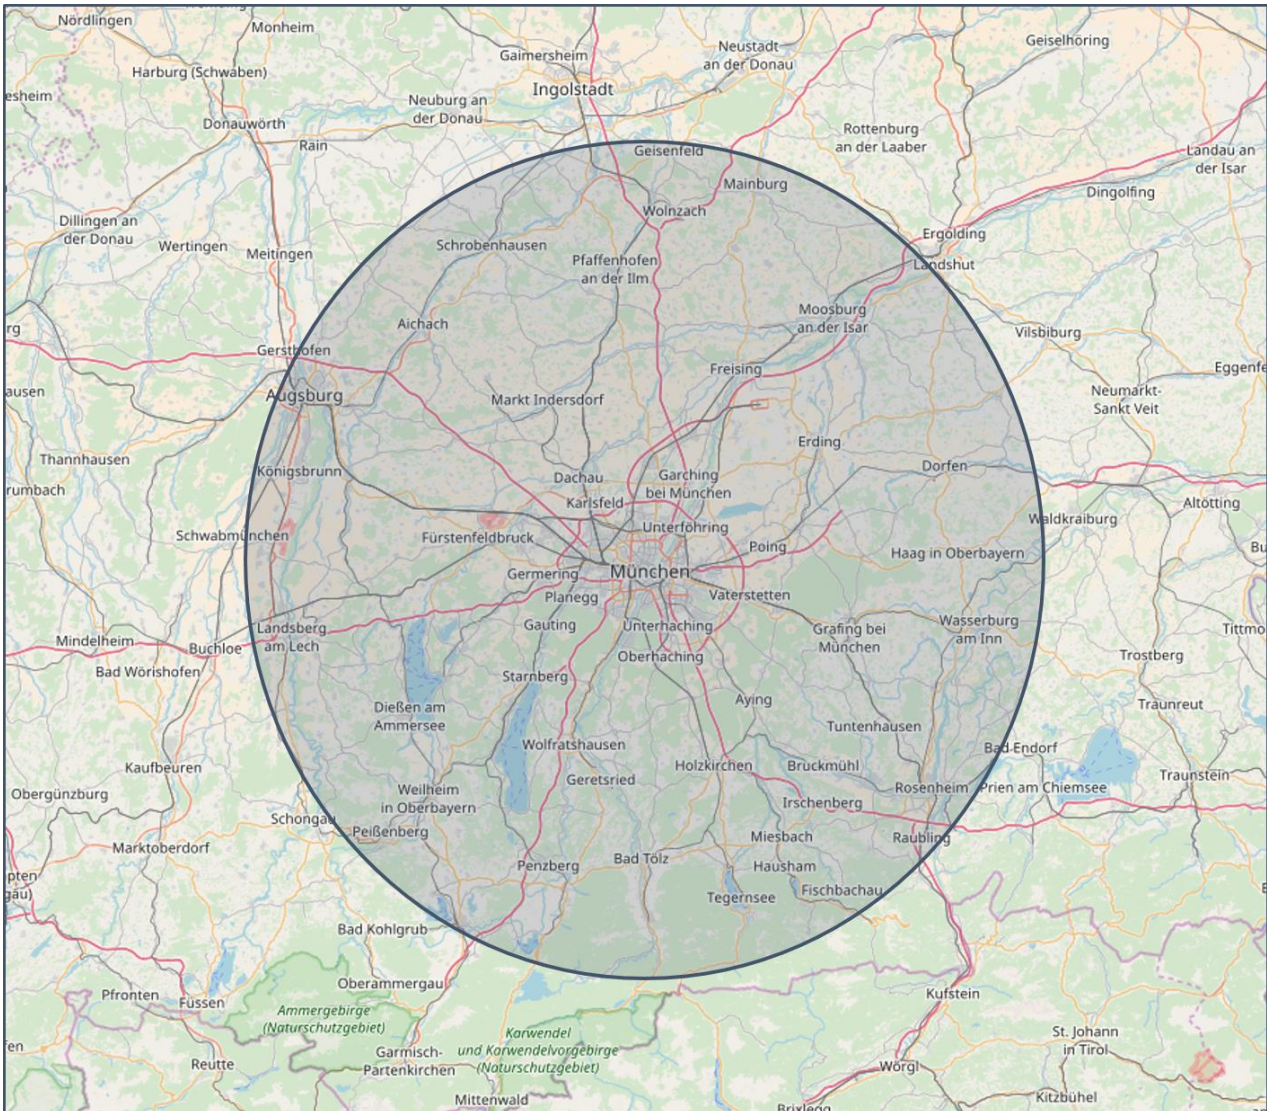 Nördlingen
Monheim
Gaimersheim
Neustadt
an der Donau
Geiselhöring
Harburg (Schwaben)
Ingolstadt
esheim
Neuburg an
der Donau
Donauwörth
Rottenburg
an der Laaber
Rain
Geisenfeld
Landau an
der Isar
Mainburg
Dingolfing
Dillingen an
der Donau
Wolnzach
Wertingen
Meitingen
Schrobenhausen
Ergolding
Pfaffenhofen
an der Ilm
Landshut
Aichach
Moosburg
an der Isar
rg
Vilsbiburg
Gersthofen
Freising
Eggenfe
ausen
Augsburg
Markt Indersdorf
Neumarkt-
Sankt Veit
Erding
Thannhausen
Königsbrunn
Dorfen
Dachau
Garching
bei München
rumbach
Karlsfeld
Altötting
Waldkraiburg
Schwabmünchen
Unterföhring
Fürstenfeldbruck
Poing
Haag in Oberbayern
Bu
Germering
München
Planegg
Vaterstetten
Landsberg
am Lech
Gauting
Unterhaching
Grafing bei
München
Wasserburg
am Inn
Tittmo
Mindelheim
Buchloe
Oberhaching
Trostberg
Bad Wörishofen
Starnberg
Aying
Traunreut
Dießen am
Ammersee
Tuntenhausen
Wolfratshausen
Bad Endorf
Kaufbeuren
Holzkirchen
Bruckmühl
Traunstein
Geretsried
Weilheim
in Oberbayern
Rosenheim
Prien am Chiemsee
Obergünzburg
Irschenberg
Schongau
Peißenberg
Miesbach
Raubling
Marktoberdorf
Penzberg
Bad Tölz
Hausham
pten
gäu)
Fischbachau
Tegernsee
Bad Kohlgrub
Oberammergau
Pfronten
Füssen
Kufstein
Ammergebirge
(Naturschutzgebiet)
Karwendel
und Karwendelvorgebirge
(Naturschutzgebiet)
St. Johann
in Tirol
fen
Reutte
Garmisch-
Partenkirchen
Wörgl
Mittenwald
Kitzbühel
Brixlegg